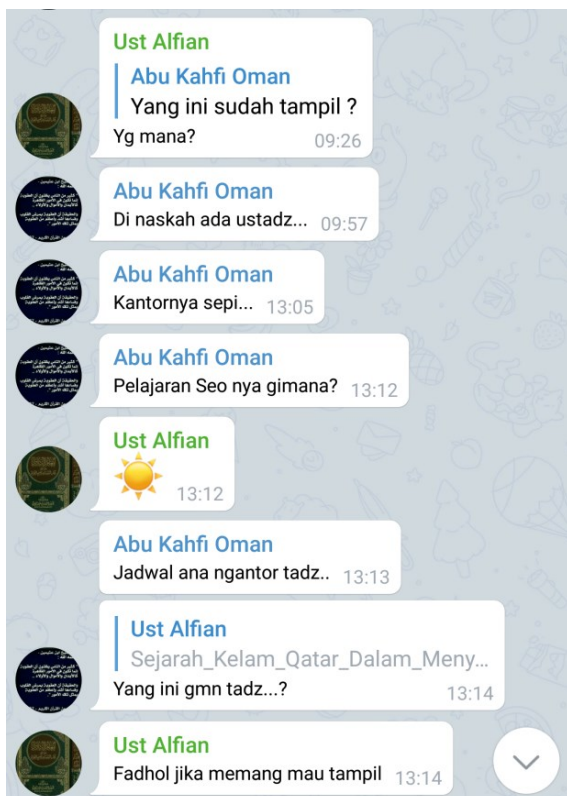 Ust Alfian
Abu Kahfi Oman
Yang ini sudah tampil ?
Yg mana? 09:26
Abu Kahfi Oman
Di naskah ada ustadz... 09:57
Abu Kahfi Oman
Kantornya sepi... 13:05
Abu Kahfi Oman
Pelajaran Seo nya gimana? 13:12
Ust Alfian
☀️ 13:12
Abu Kahfi Oman
Jadwal ana ngantor tadz.. 13:13
Ust Alfian
Sejarah_Kelam_Qatar_Dalam_Meny...
Yang ini gmn tadz...? 13:14
Ust Alfian
Fadhol jika memang mau tampil 13:14